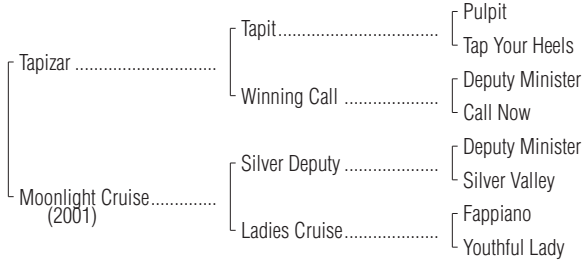 Pulpit
Tapit
Tap Your Heels
Tapizar
Deputy Minister
Winning Call
Call Now
Deputy Minister
Silver Deputy
Silver Valley
Moonlight Cruise
(2001)
Fappiano
Ladies Cruise
Youthful Lady